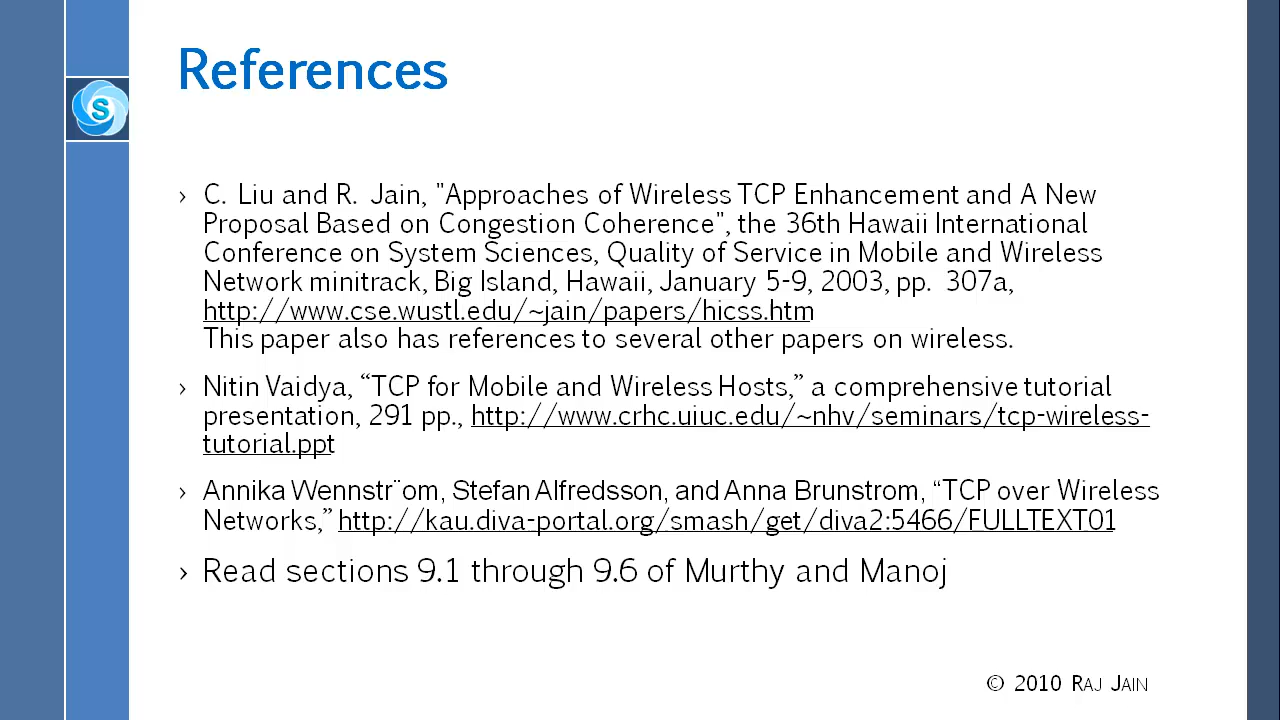 References
S
› C. Liu and R. Jain, "Approaches of Wireless TCP Enhancement and A New
Proposal Based on Congestion Coherence", the 36th Hawaii International
Conference on System Sciences, Quality of Service in Mobile and Wireless
Network minitrack, Big Island, Hawaii, January 5-9, 2003, pp. 307a,
http://www.cse.wustl.edu/~jain/papers/hicss.htm
This paper also has references to several other papers on wireless.
› Nitin Vaidya, “TCP for Mobile and Wireless Hosts,” a comprehensive tutorial
presentation, 291 pp., http://www.crhc.uiuc.edu/~nhv/seminars/tcp-wireless-
tutorial.ppt
› Annika Wennstr¨om, Stefan Alfredsson, and Anna Brunstrom, “TCP over Wireless
Networks,” http://kau.diva-portal.org/smash/get/diva2:5466/FULLTEXT01
› Read sections 9.1 through 9.6 of Murthy and Manoj
© 2010 RAJ JAIN